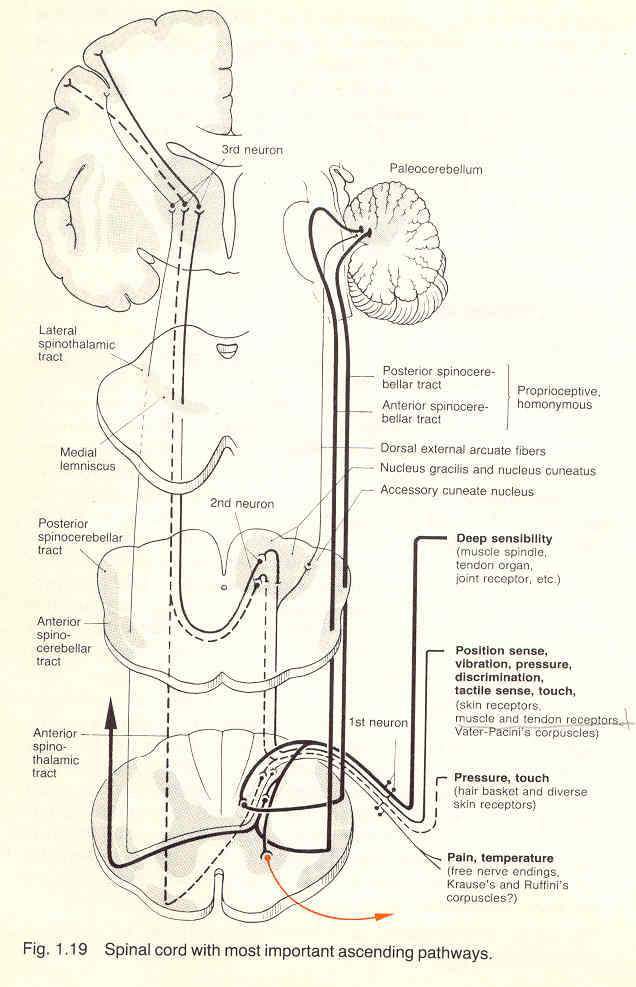 3rd neuron
Paleocerebellum
Lateral
spinothalamic
tract
Posterior spinocere-
bellar tract
Anterior spinocere-
bellar tract
Proprioceptive,
homonymous
Medial
lemniscus
Dorsal external arcuate fibers
Nucleus gracilis and nucleus cuneatus
Accessory cuneate nucleus
2nd neuron
Posterior
spinocerebellar
tract
Deep sensibility
(muscle spindle,
tendon organ,
joint receptor, etc.)
Anterior
spino-
cerebellar
tract
Position sense,
vibration, pressure,
discrimination,
tactile sense, touch,
(skin receptors,
muscle and tendon receptors,
Vater-Pacini's corpuscles)
1st neuron
Anterior
spino-
thalamic
tract
Pressure, touch
(hair basket and diverse
skin receptors)
Pain, temperature
(free nerve endings,
Krause's and Ruffini's
corpuscles?)
Fig. 1.19 Spinal cord with most important ascending pathways.